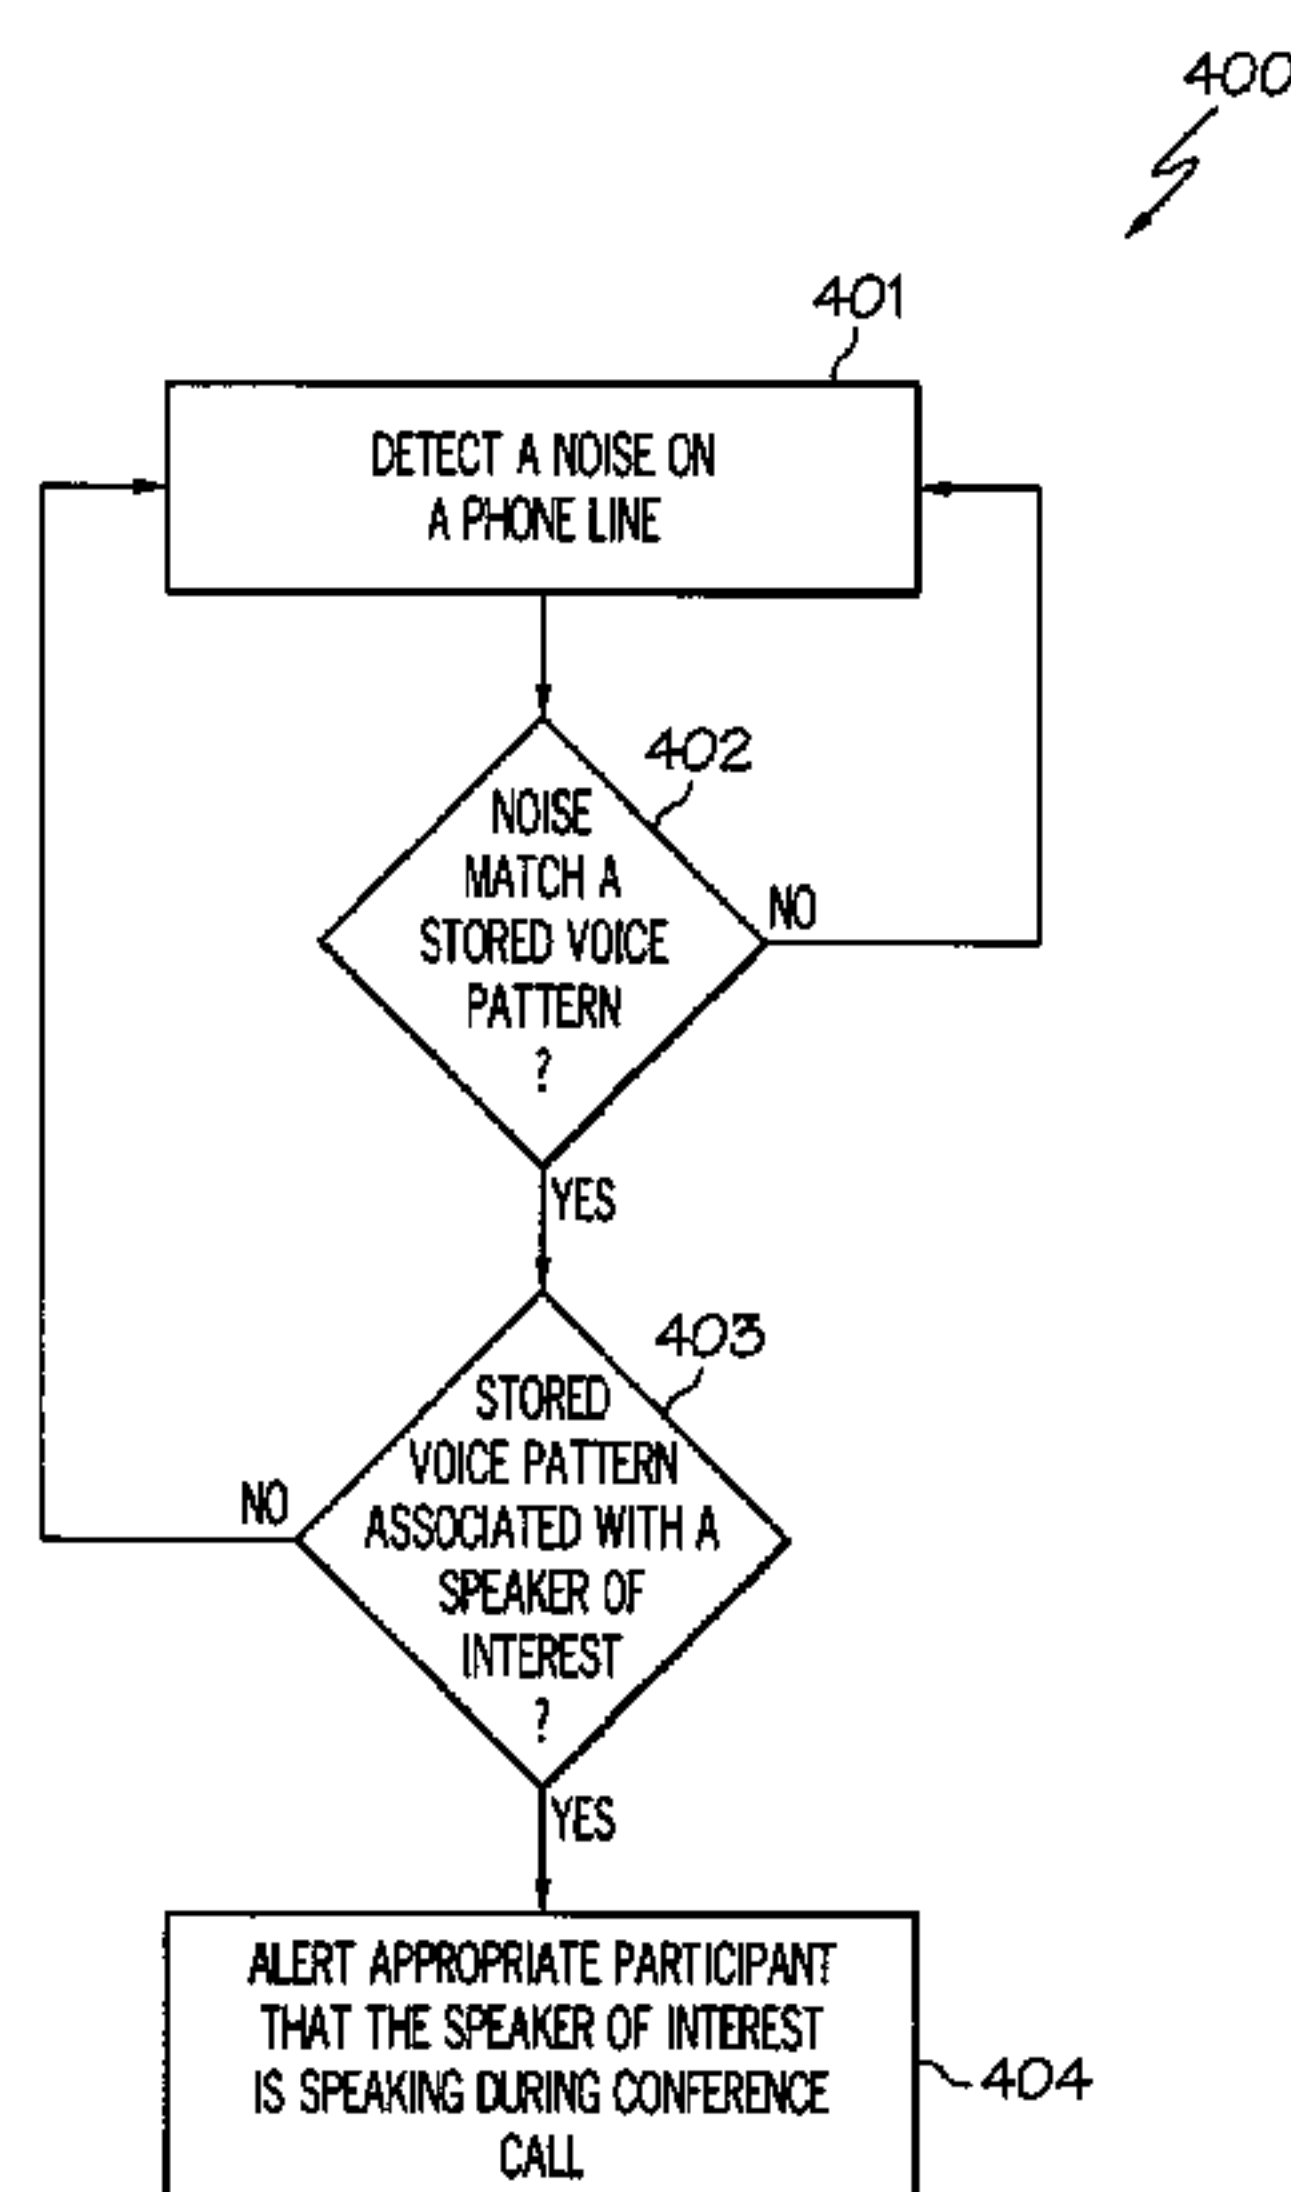 400
401
DETECT A NOISE ON
A PHONE LINE
402
NOISE
MATCH A
STORED VOICE
PATTERN
?
NO
YES
403
STORED
VOICE PATTERN
ASSOCIATED WITH A
SPEAKER OF
INTEREST
?
NO
YES
ALERT APPROPRIATE PARTICIPANT
THAT THE SPEAKER OF INTEREST
IS SPEAKING DURING CONFERENCE
CALL
404